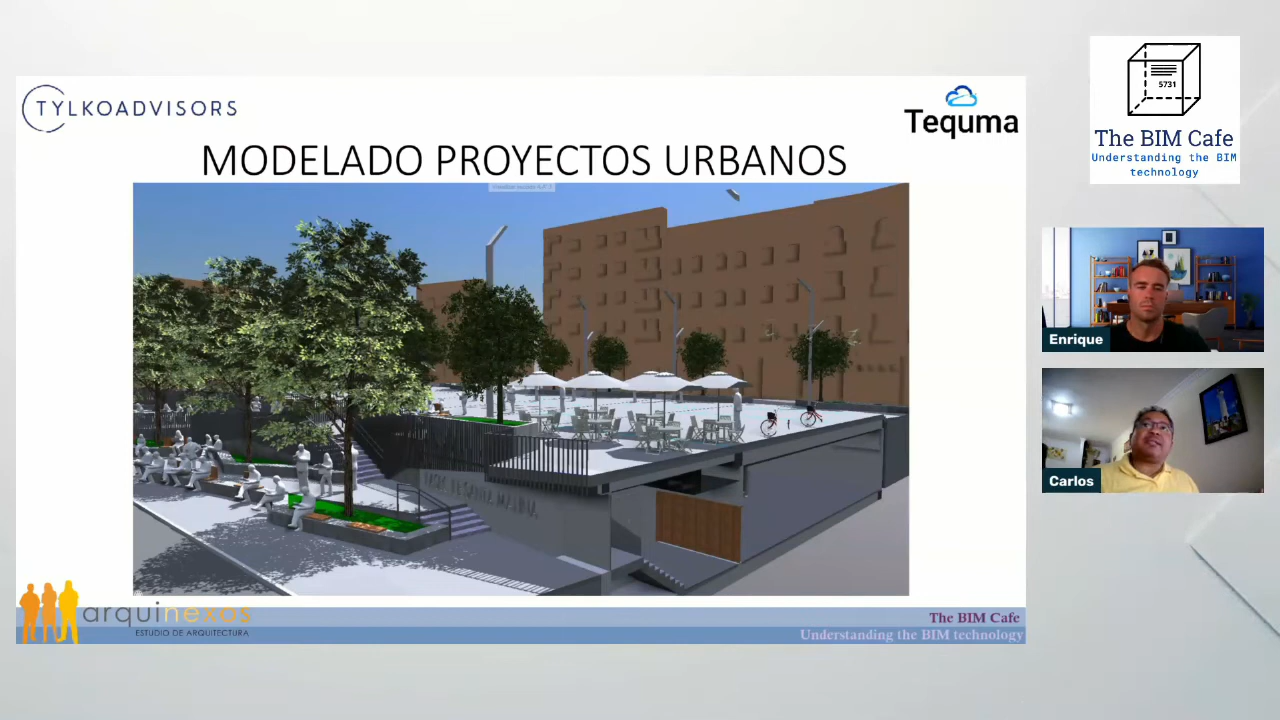 TYLKOADVISORS
Tequma
MODELADO PROYECTOS URBANOS
arquinexos
ESTUDIO DE ARQUITECTURA
The BIM Cafe
Understanding the BIM technology
5731
The BIM Cafe
Understanding the BIM
technology
Enrique
Carlos